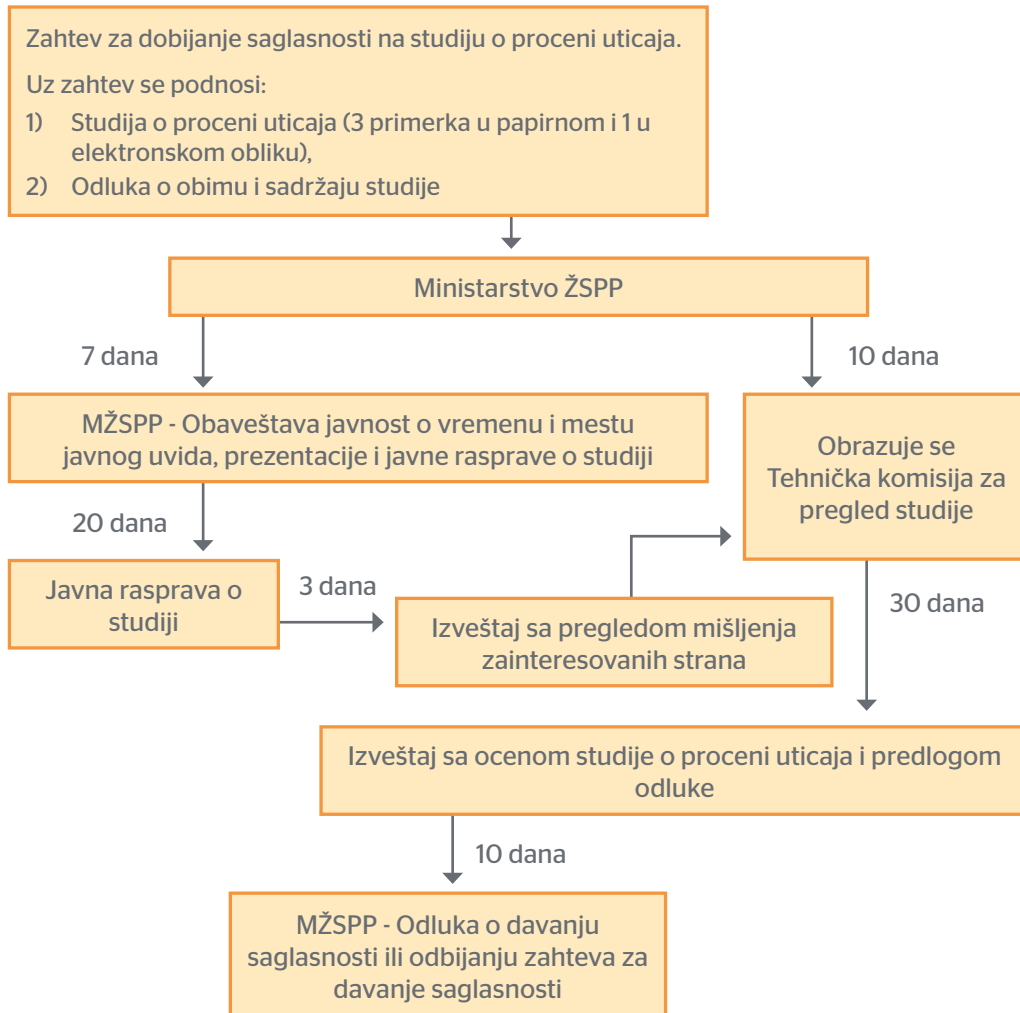 Zahtev za dobijanje saglasnosti na studiju o proceni uticaja.
Uz zahtev se podnosi:
1) Studija o proceni uticaja (3 primerka u papirnom i 1 u
elektronskom obliku),
2) Odluka o obimu i sadržaju studije
Ministarstvo ŽSPP
7 dana
10 dana
MŽSPP - Obaveštava javnost o vremenu i mestu
javnog uvida, prezentacije i javne rasprave o studiji
Obrazuje se
Tehnička komisija za
pregled studije
20 dana
Javna rasprava o
studiji
3 dana
Izveštaj sa pregledom mišljenja
zainteresovanih strana
30 dana
Izveštaj sa ocenom studije o proceni uticaja i predlogom
odluke
10 dana
MŽSPP - Odluka o davanju
saglasnosti ili odbijanju zahteva za
davanje saglasnosti